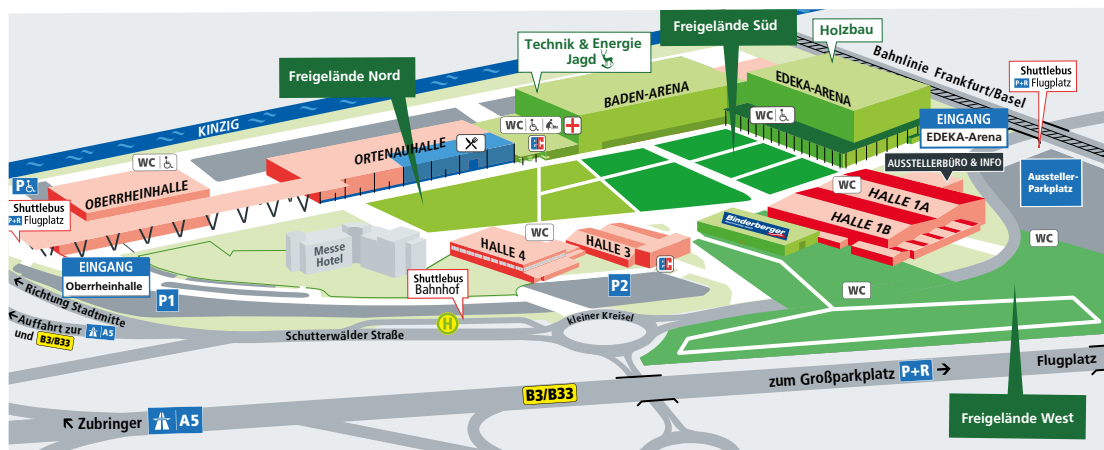 Freigelände Nord
Technik & Energie
Jagd
Freigelände Süd
Holzbau
Bahnlinie Frankfurt/Basel
Shuttlebus
P+R Flugplatz
KINZIG
BADEN-ARENA
EDEKA-ARENA
EINGANG
EDEKA-Arena
AUSSTELLERBÜRO & INFO
Aussteller-
Parkplatz
WC
WC
EC
WC
ORTENAUHALLE
OBERRHEINHALLE
P
Shuttlebus
P+R Flugplatz
WC
HALLE 1A
HALLE 1B
Binderberger
WC
WC
WC
HALLE 4
HALLE 3
EC
Messe
Hotel
EINGANG
Oberrheinhalle
P1
Shuttlebus
Bahnhof
H
P2
kleiner Kreisel
Schutterwälder Straße
Richtung Stadtmitte
Auffahrt zur A5
und B3/B33
B3/B33
zum Großparkplatz P+R
Flugplatz
Zubringer A5
Freigelände West